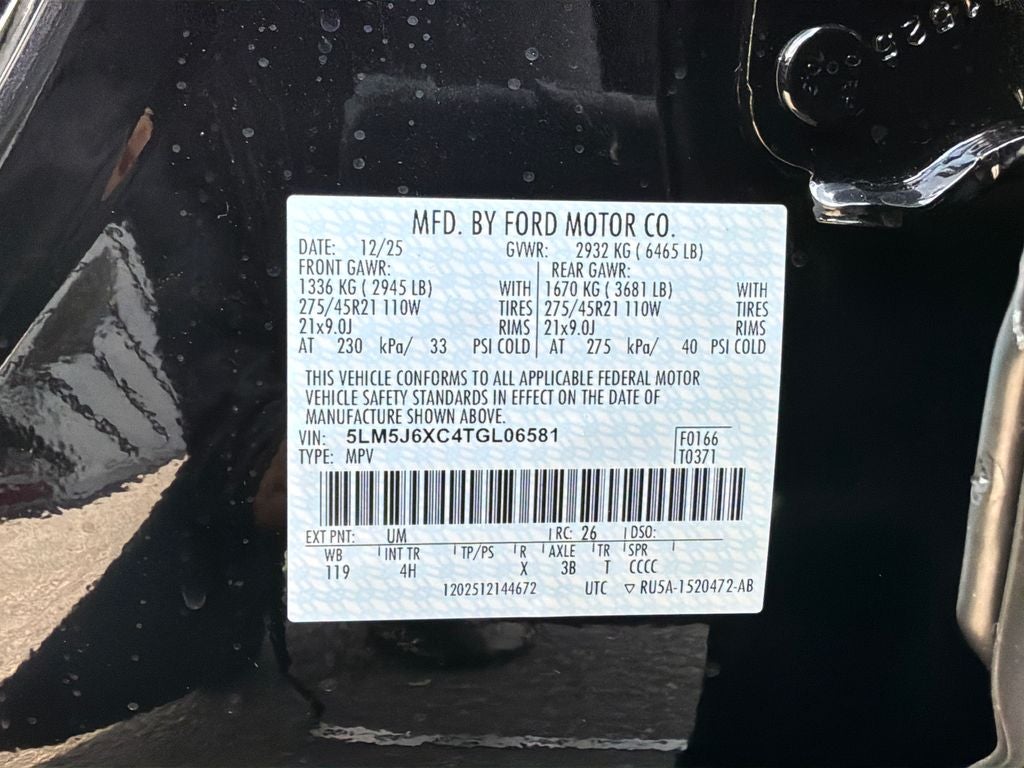 MFD. BY FORD MOTOR CO.
DATE: 12/25 GVWR: 2932 KG ( 6465 LB)
FRONT GAWR: REAR GAWR:
1336 KG ( 2945 LB) WITH 1670 KG ( 3681 LB) WITH
275/45R21 110W TIRES 275/45R21 110W TIRES
21x9.0J RIMS 21x9.0J RIMS
AT 230 kPa/ 33 PSI COLD AT 275 kPa/ 40 PSI COLD
THIS VEHICLE CONFORMS TO ALL APPLICABLE FEDERAL MOTOR
VEHICLE SAFETY STANDARDS IN EFFECT ON THE DATE OF
MANUFACTURE SHOWN ABOVE.
VIN: 5LM5J6XC4TGL06581 F0166
TYPE: MPV T0371
EXT PNT: UM RC: 26 DSO:
WB INT TR TP/PS R AXLE TR SPR
119 4H X 3B T CCCC
1202512144672 UTC ▽ RU5A-1520472-AB